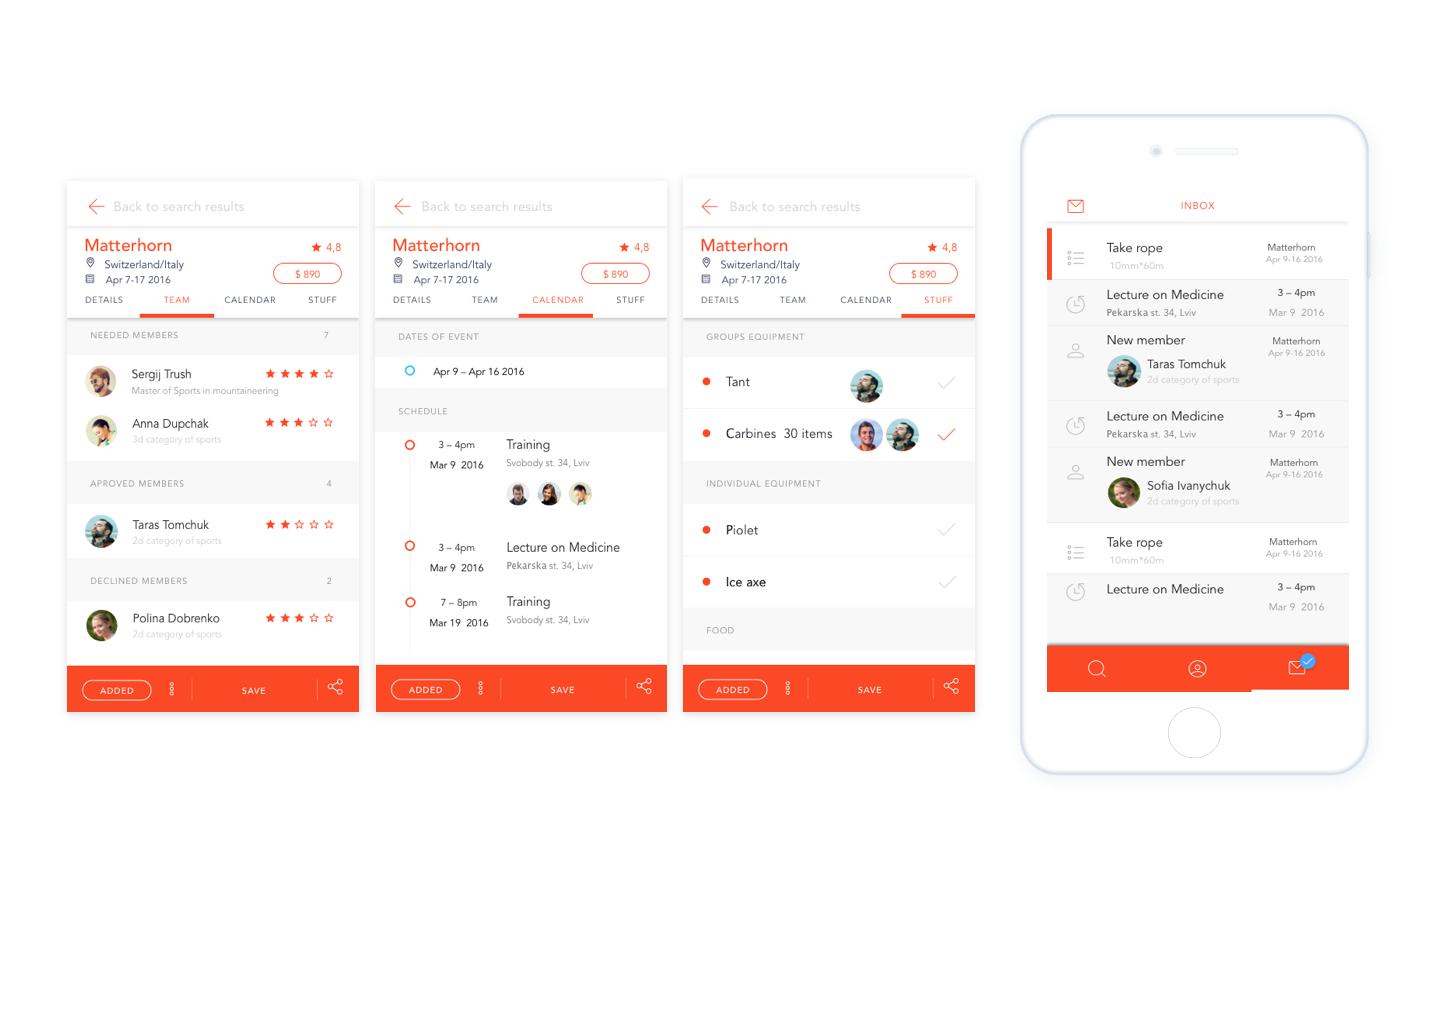 Back to search results
Matterhorn
4,8
Switzerland/Italy
Apr 7-17 2016
$ 890
DETAILS TEAM CALENDAR STUFF
NEEDED MEMBERS 7
Sergij Trush
Master of Sports in mountaineering
Anna Dupchak
3d category of sports
APROVED MEMBERS 4
Taras Tomchuk
2d category of sports
DECLINED MEMBERS 2
Polina Dobrenko
2d category of sports
ADDED SAVE
Back to search results
Matterhorn
4,8
Switzerland/Italy
Apr 7-17 2016
$ 890
DETAILS TEAM CALENDAR STUFF
DATES OF EVENT
Apr 9 – Apr 16 2016
SCHEDULE
3 – 4pm Training
Mar 9 2016 Svobody st. 34, Lviv
3 – 4pm Lecture on Medicine
Mar 9 2016 Pekarska st. 34, Lviv
7 – 8pm Training
Mar 19 2016 Svobody st. 34, Lviv
ADDED SAVE
Back to search results
Matterhorn
4,8
Switzerland/Italy
Apr 7-17 2016
$ 890
DETAILS TEAM CALENDAR STUFF
GROUPS EQUIPMENT
Tant
Carbines 30 items
INDIVIDUAL EQUIPMENT
Piolet
Ice axe
FOOD
ADDED SAVE
INBOX
Take rope Matterhorn
10mm*60m Apr 9-16 2016
Lecture on Medicine 3 – 4pm
Pekarska st. 34, Lviv Mar 9 2016
New member Matterhorn
Apr 9-16 2016
Taras Tomchuk
2d category of sports
Lecture on Medicine 3 – 4pm
Pekarska st. 34, Lviv Mar 9 2016
New member Matterhorn
Apr 9-16 2016
Sofia Ivanychuk
2d category of sports
Take rope Matterhorn
10mm*60m Apr 9-16 2016
Lecture on Medicine 3 – 4pm
Mar 9 2016